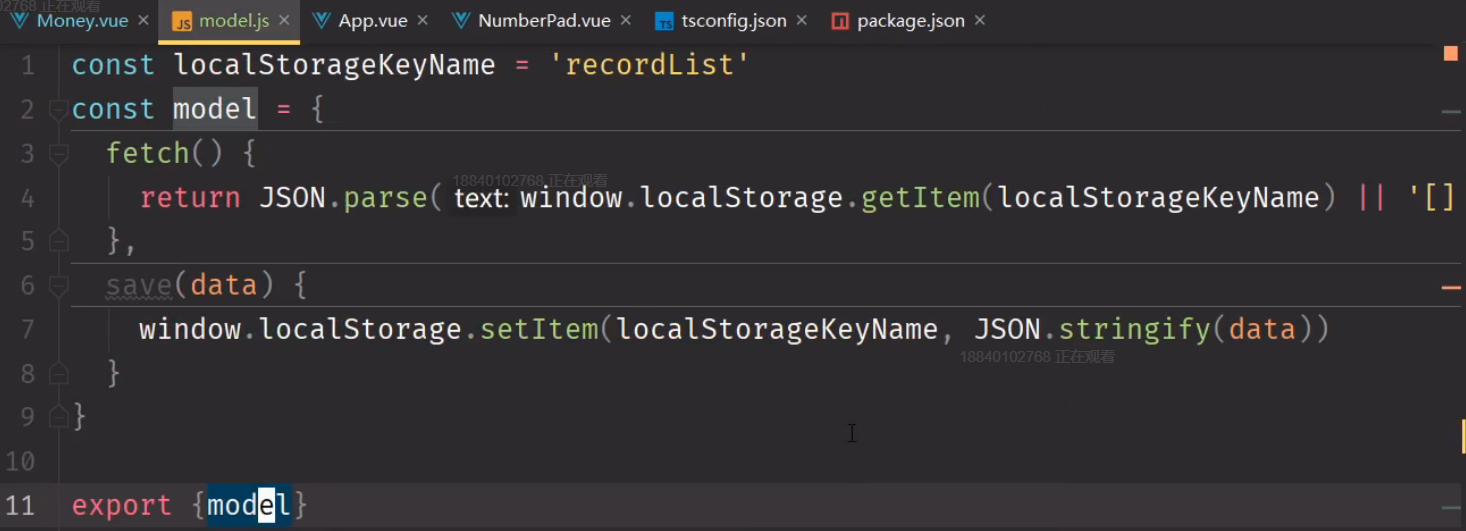 02768 正在观看
Money.vue × JS model.js × App.vue × NumberPad.vue × TS tsconfig.json × package.json ×
1 const localStorageKeyName = 'recordList'
2 const model = {
3 fetch() {
18840102768 正在观看
4 return JSON.parse( text: window.localStorage.getItem(localStorageKeyName) || '[]
5 },
6 save(data) {
7 window.localStorage.setItem(localStorageKeyName, JSON.stringify(data))
18840102768 正在观看
8 }
9 }
10
11 export {model}